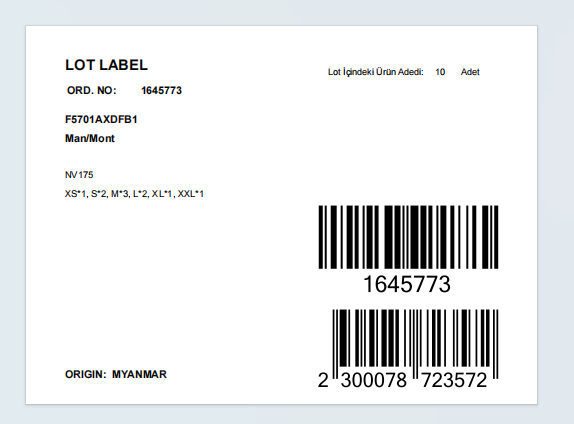 LOT LABEL
Lot İçindeki Ürün Adedi: 10 Adet
ORD. NO: 1645773
F5701AXDFB1
Man/Mont
NV175
XS*1, S*2, M*3, L*2, XL*1, XXL*1
1645773
2 300078 723572
ORIGIN: MYANMAR